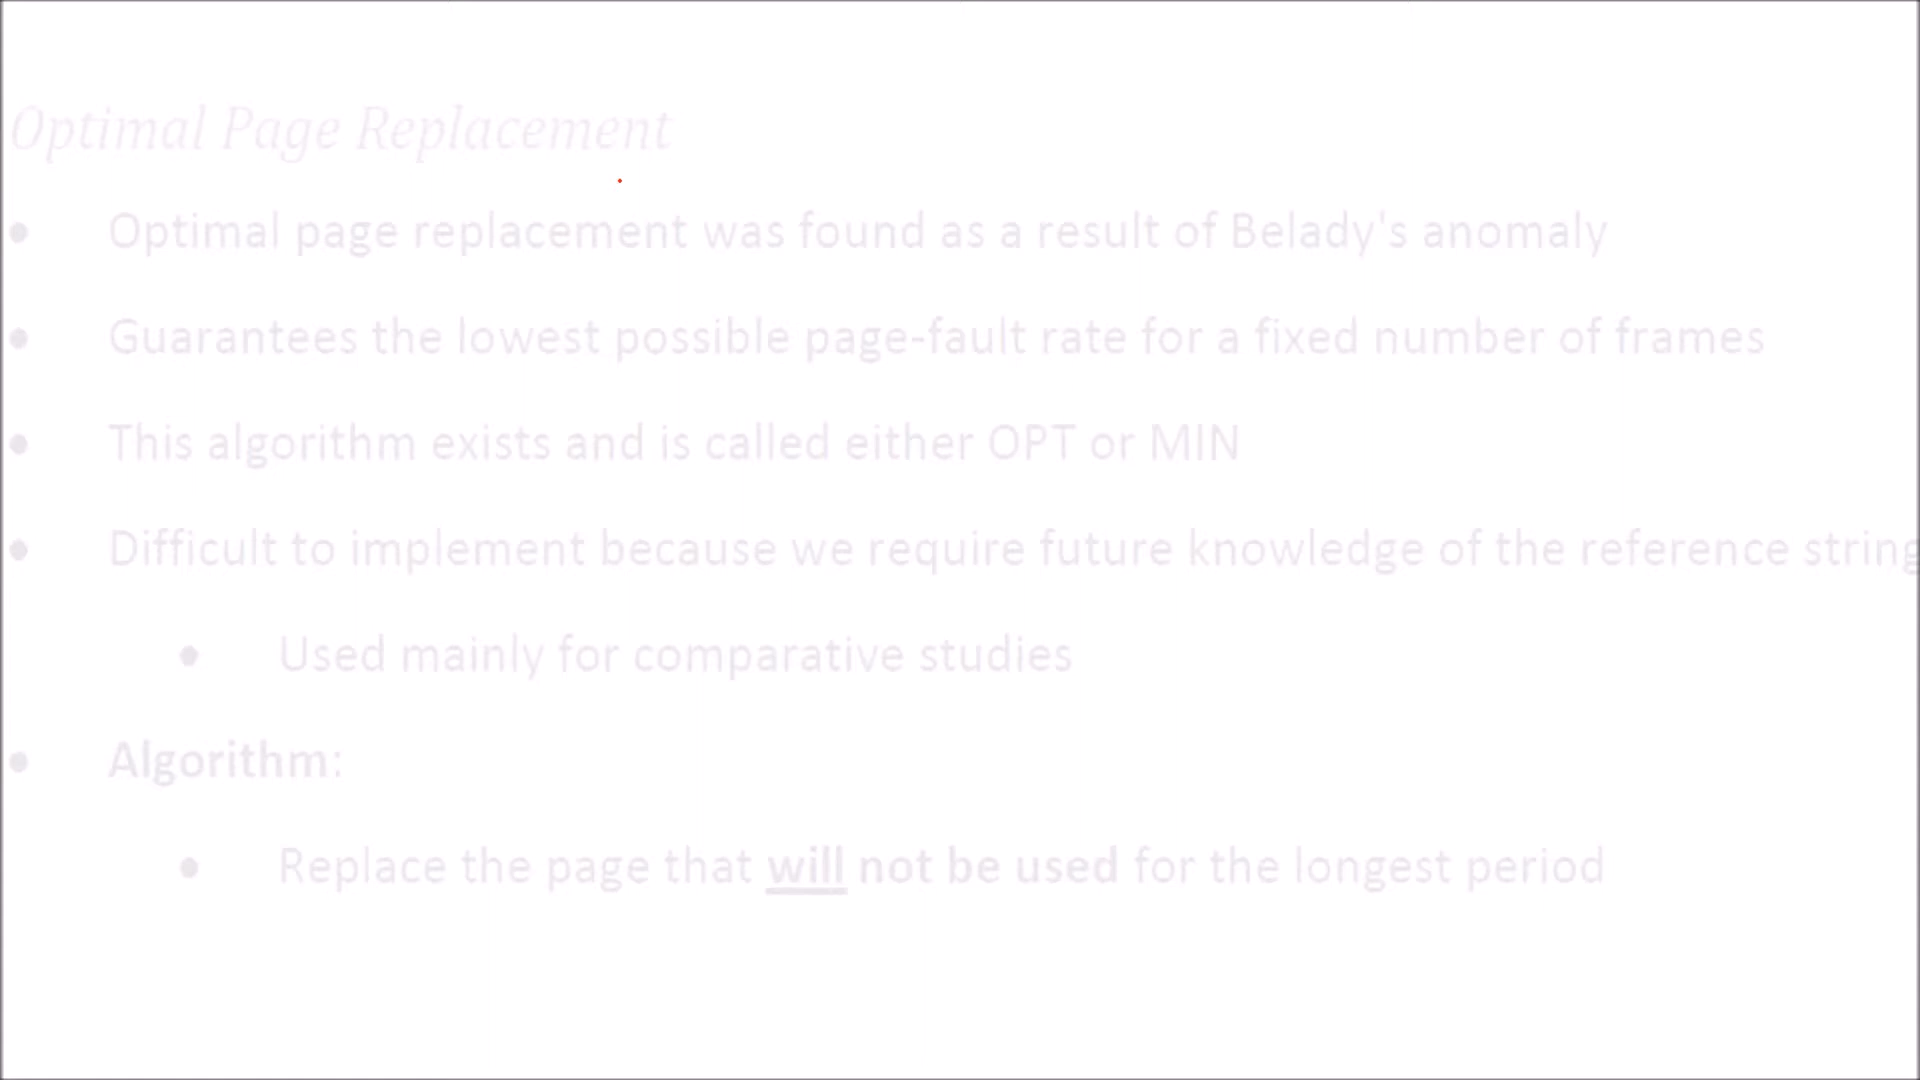 Optimal Page Replacement
• Optimal page replacement was found as a result of Belady's anomaly
• Guarantees the lowest possible page-fault rate for a fixed number of frames
• This algorithm exists and is called either OPT or MIN
• Difficult to implement because we require future knowledge of the reference string
• Used mainly for comparative studies
• Algorithm:
• Replace the page that will not be used for the longest period